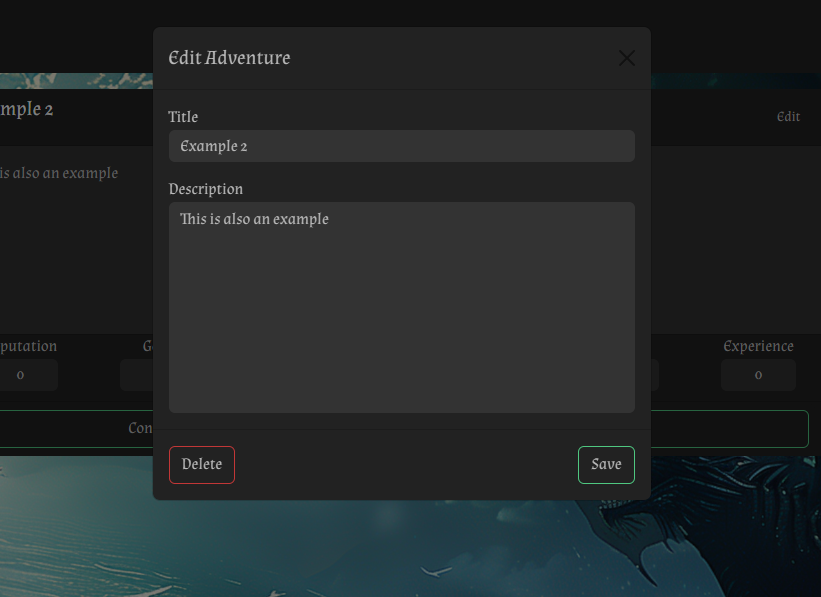 Edit Adventure
mple 2
Edit
Title
Example 2
is also an example
Description
This is also an example
putation
G
Experience
0
0
Con
Delete
Save